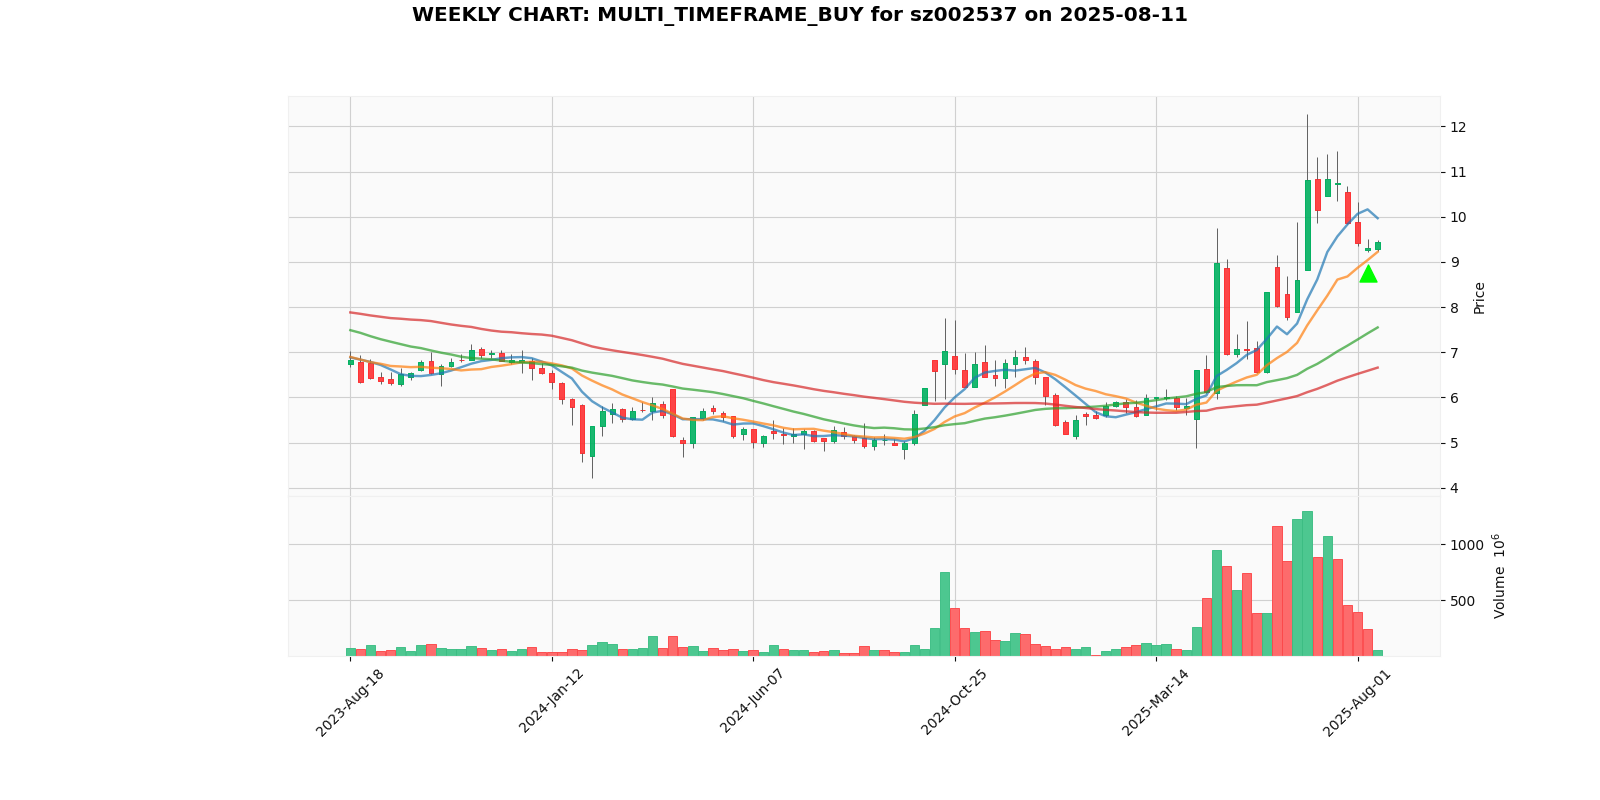 WEEKLY CHART: MULTI_TIMEFRAME_BUY for sz002537 on 2025-08-11
12
11
10
9
8
7
6
5
4
Price
1000
500
Volume 10⁶
2023-Aug-18
2024-Jan-12
2024-Jun-07
2024-Oct-25
2025-Mar-14
2025-Aug-01